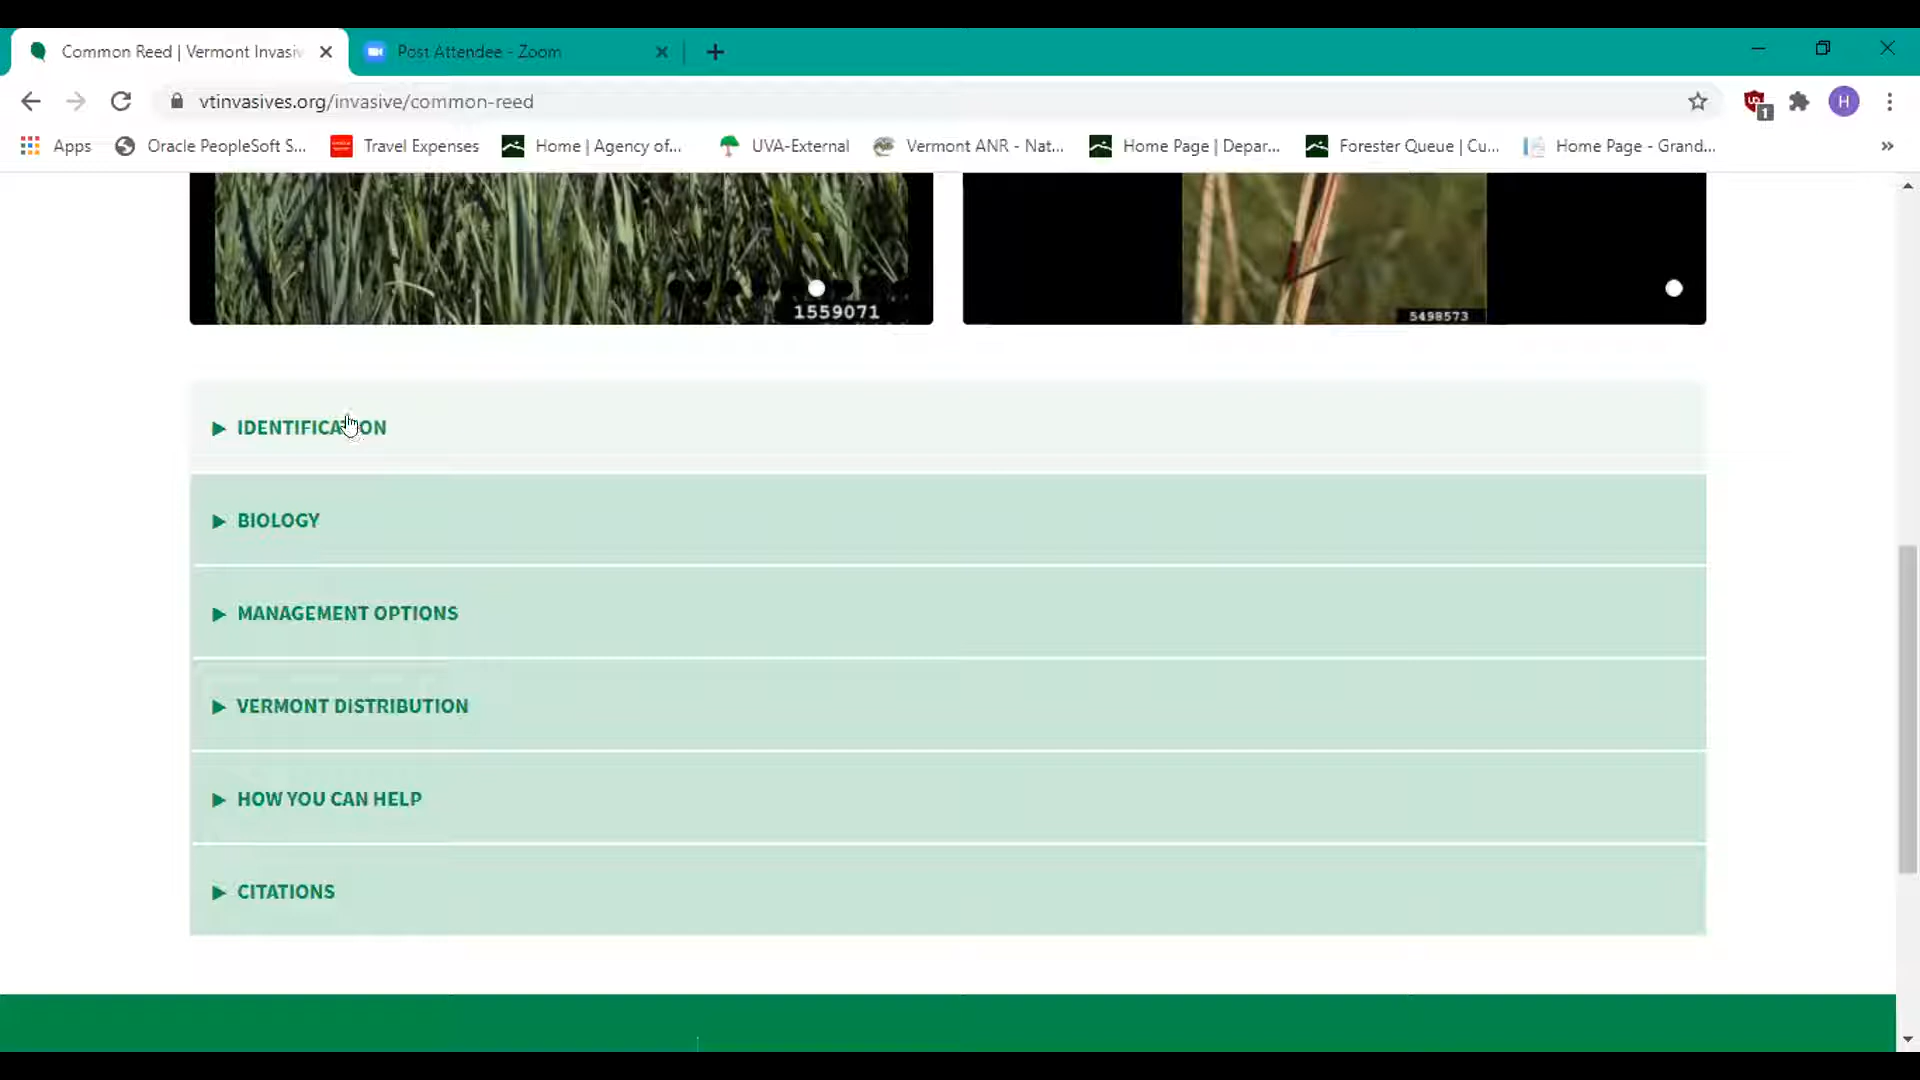 Common Reed | Vermont Invasiv
Post Attendee - Zoom
vtinvasives.org/invasive/common-reed
1
H
Apps
Oracle PeopleSoft S...
Travel Expenses
Home | Agency of...
UVA-External
Vermont ANR - Nat...
Home Page | Depar...
Forester Queue | Cu...
Home Page - Grand...
»
1559071
5498573
IDENTIFICATION
BIOLOGY
MANAGEMENT OPTIONS
VERMONT DISTRIBUTION
HOW YOU CAN HELP
CITATIONS